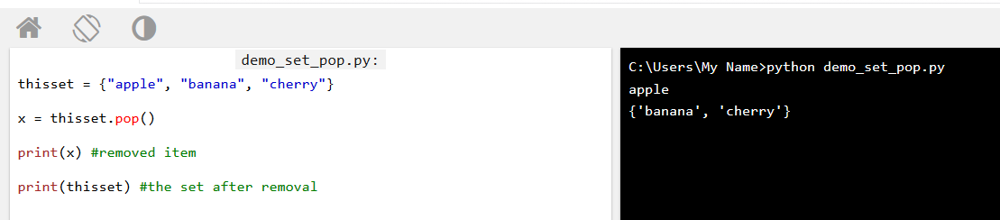 demo_set_pop.py:
thisset = {"apple", "banana", "cherry"}
x = thisset.pop()
print(x) #removed item
print(thisset) #the set after removal
C:\Users\My Name>python demo_set_pop.py
apple
{'banana', 'cherry'}